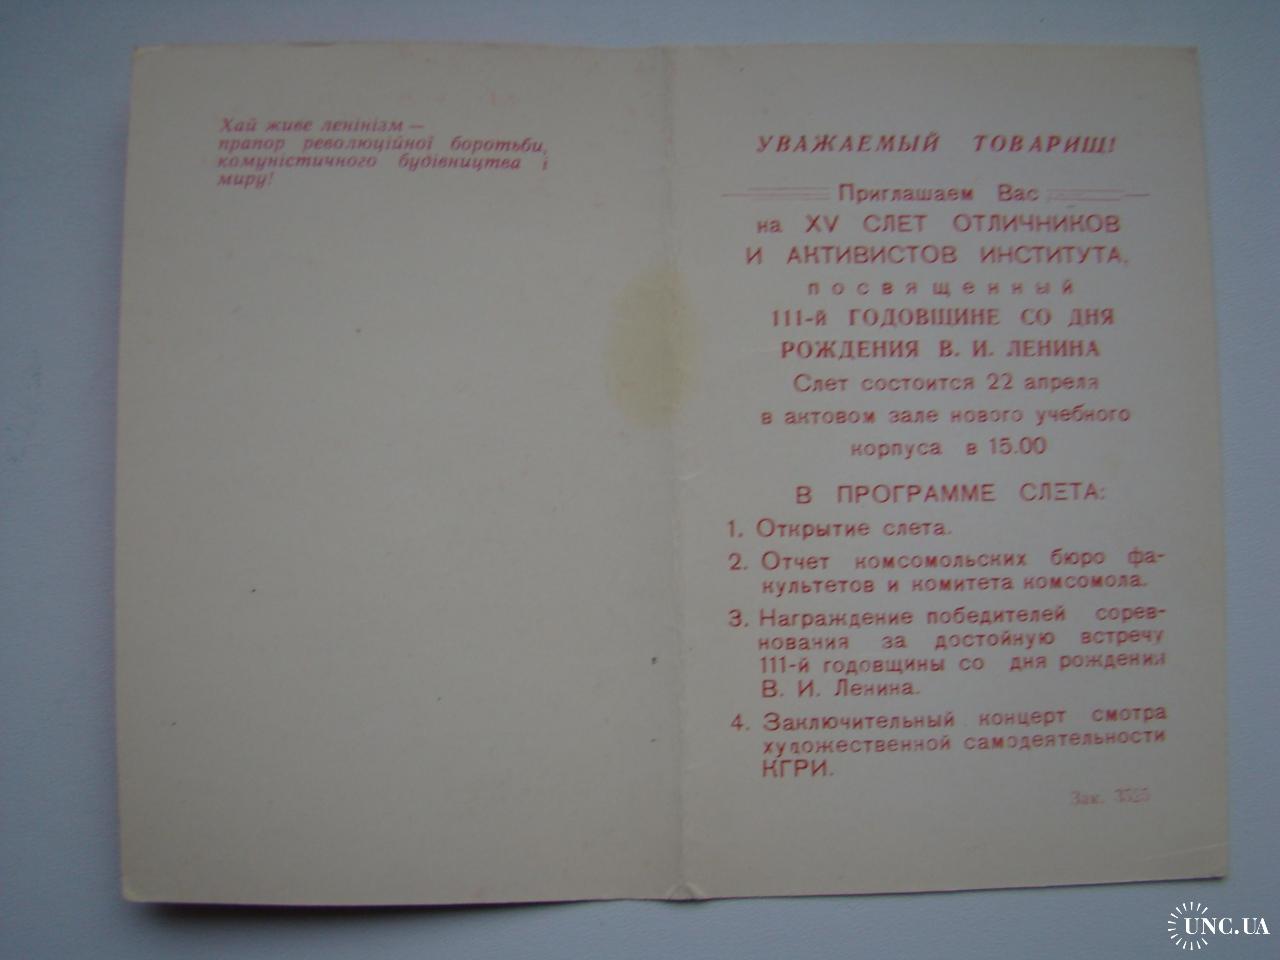 Хай живе ленінізм —
прапор революційної боротьби,
комуністичного будівництва і
миру!
УВАЖАЕМЫЙ ТОВАРИЩ!
Приглашаем Вас
на XV СЛЕТ ОТЛИЧНИКОВ
И АКТИВИСТОВ ИНСТИТУТА,
посвященный
111-й ГОДОВЩИНЕ СО ДНЯ
РОЖДЕНИЯ В. И. ЛЕНИНА
Слет состоится 22 апреля
в актовом зале нового учебного
корпуса в 15.00
В ПРОГРАММЕ СЛЕТА:
1. Открытие слета.
2. Отчет комсомольских бюро фа-
культетов и комитета комсомола.
3. Награждение победителей сорев-
нования за достойную встречу
111-й годовщины со дня рождения
В. И. Ленина.
4. Заключительный концерт смотра
художественной самодеятельности
КГРИ.
Зак.
UNC.UA